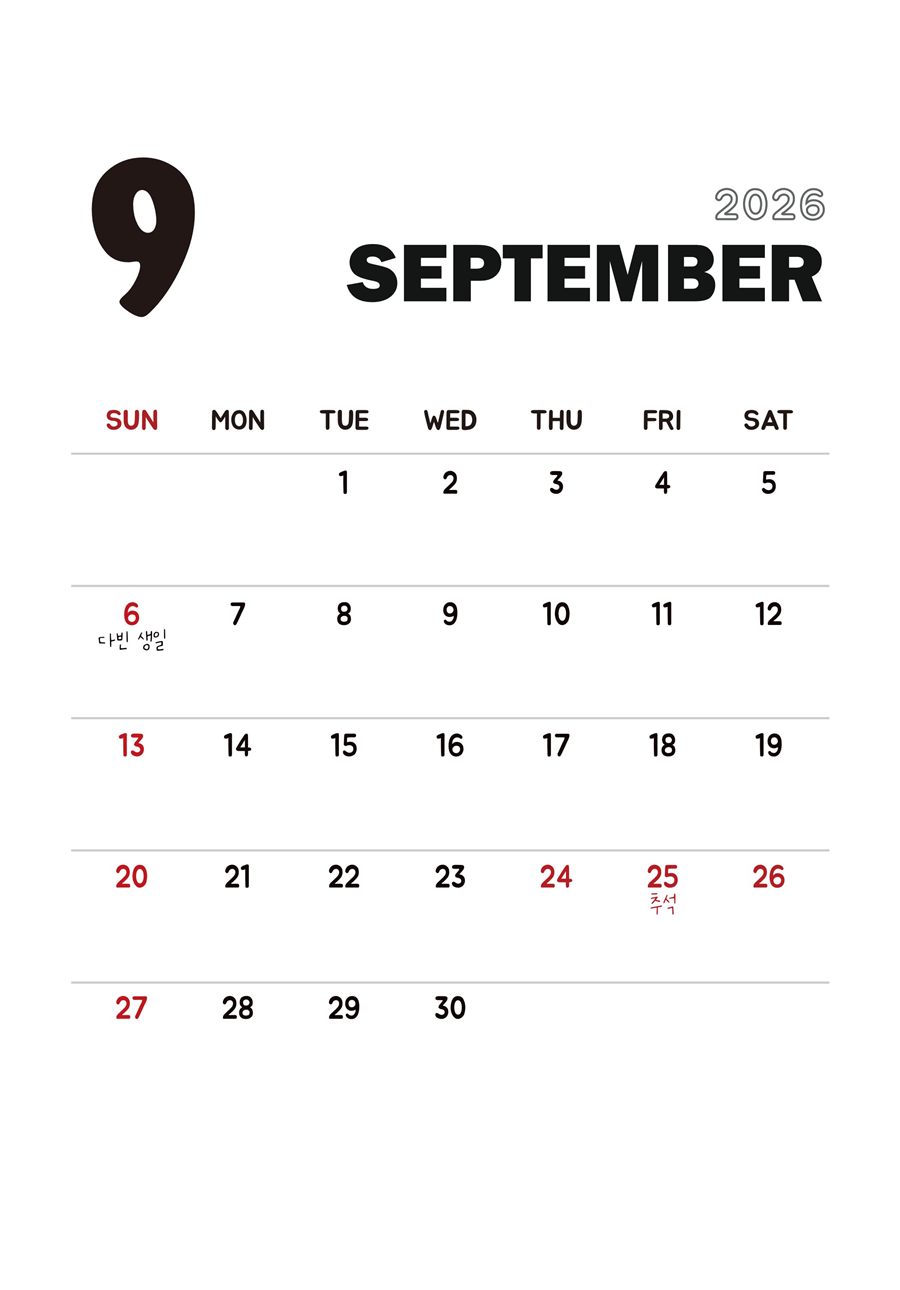 9
2026
SEPTEMBER
SUN MON TUE WED THU FRI SAT
1 2 3 4 5
6 7 8 9 10 11 12
다빈 생일
13 14 15 16 17 18 19
20 21 22 23 24 25 26
추석
27 28 29 30